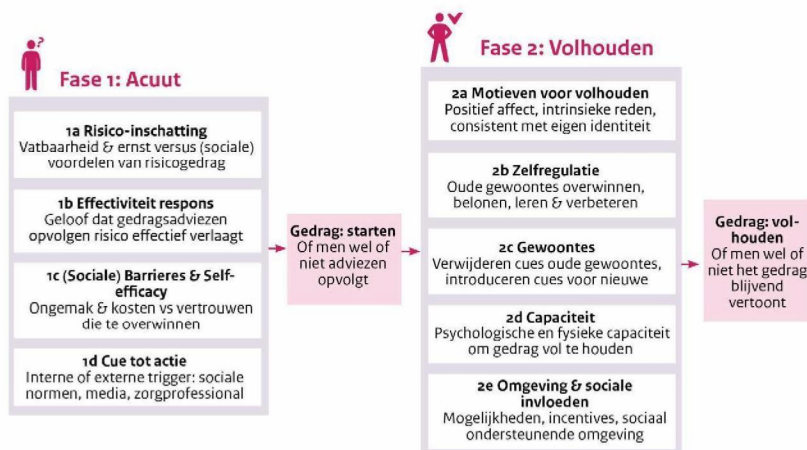 ?
Fase 1: Acuut
1a Risico-inschatting
Vatbaarheid & ernst versus (sociale)
voordelen van risicogedrag
1b Effectiviteit respons
Geloof dat gedragsadviezen
opvolgen risico effectief verlaagt
1c (Sociale) Barrieres & Self-
efficacy
Ongemak & kosten vs vertrouwen
die te overwinnen
1d Cue tot actie
Interne of externe trigger: sociale
normen, media, zorgprofessional
Gedrag: starten
Of men wel of
niet adviezen
opvolgt
Fase 2: Volhouden
2a Motieven voor volhouden
Positief affect, intrinsieke reden,
consistent met eigen identiteit
2b Zelfregulatie
Oude gewoontes overwinnen,
belonen, leren & verbeteren
2c Gewoontes
Verwijderen cues oude gewoontes,
introduceren cues voor nieuwe
2d Capaciteit
Psychologische en fysieke capaciteit
om gedrag vol te houden
2e Omgeving & sociale
invloeden
Mogelijkheden, incentives, sociaal
ondersteunende omgeving
Gedrag: vol-
houden
Of men wel of
niet het gedrag
blijvend
vertoont